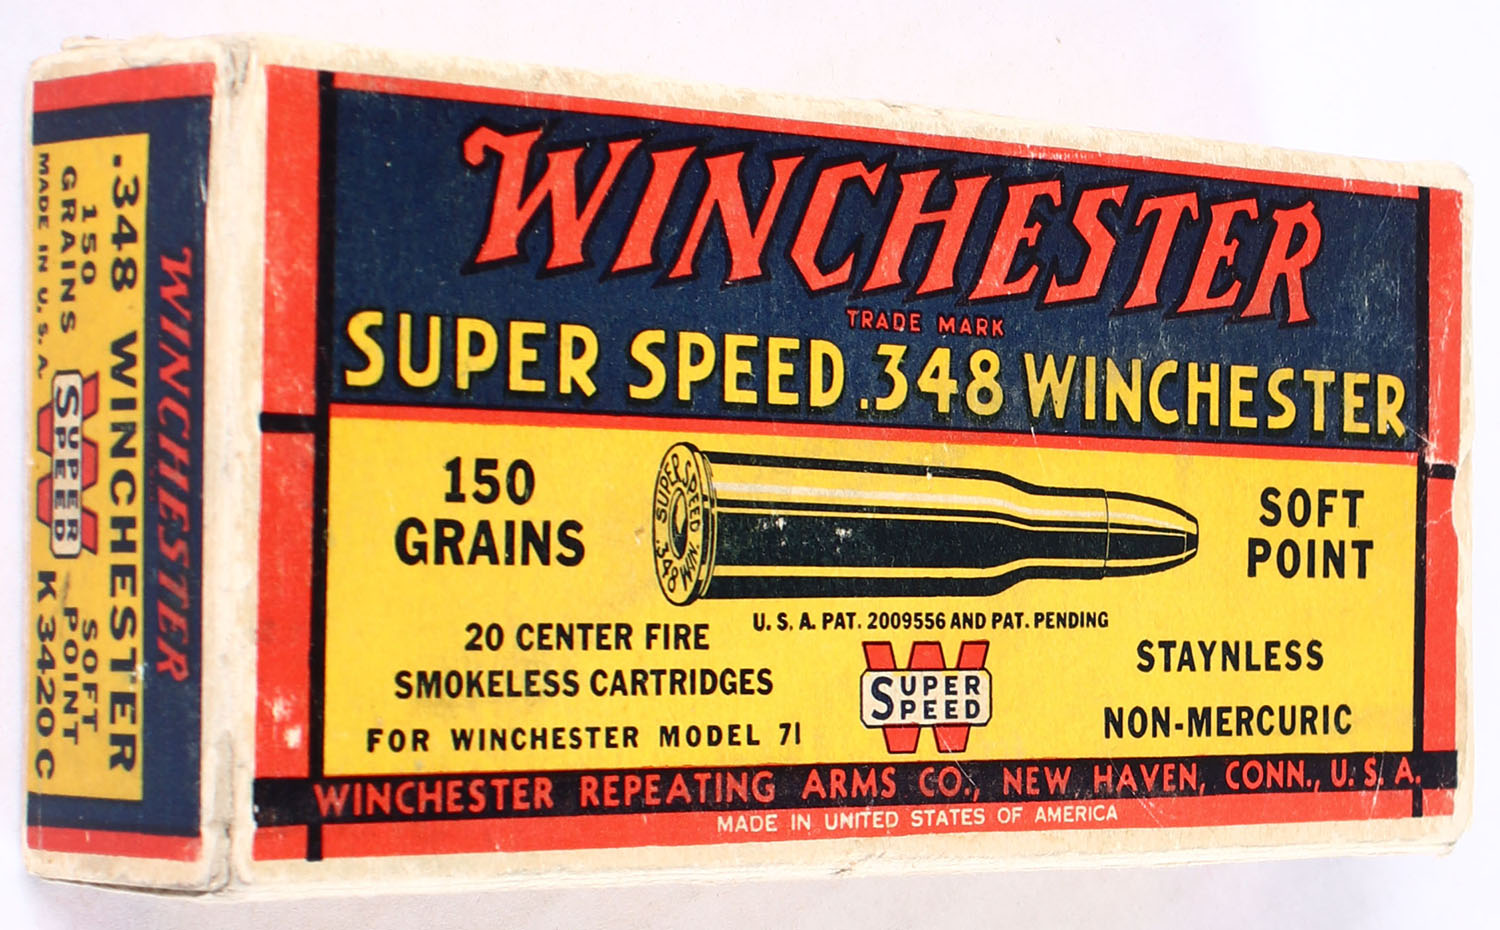 WINCHESTER
TRADE MARK
SUPER SPEED .348 WINCHESTER
150
GRAINS
SUPER SPEED
.348 WIN.
SOFT
POINT
U. S. A. PAT. 2009556 AND PAT. PENDING
20 CENTER FIRE
SMOKELESS CARTRIDGES
FOR WINCHESTER MODEL 71
W
SUPER
SPEED
STAYNLESS
NON-MERCURIC
WINCHESTER REPEATING ARMS CO., NEW HAVEN, CONN., U. S. A.
MADE IN UNITED STATES OF AMERICA
WINCHESTER
.348 WINCHESTER
150
GRAINS
MADE IN U. S. A.
W
SUPER
SPEED
SOFT
POINT
K 3420 C